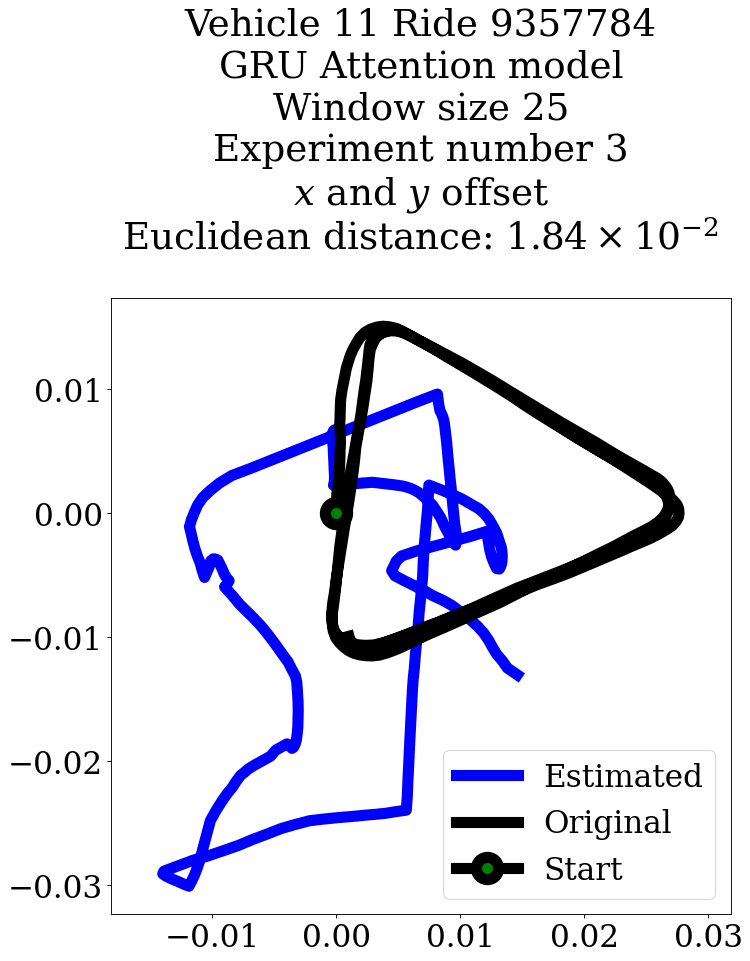 Vehicle 11 Ride 9357784
GRU Attention model
Window size 25
Experiment number 3
x and y offset
Euclidean distance: 1.84 × 10⁻²
0.01
0.00
−0.01
−0.02
−0.03
Estimated
Original
Start
−0.01 0.00 0.01 0.02 0.03